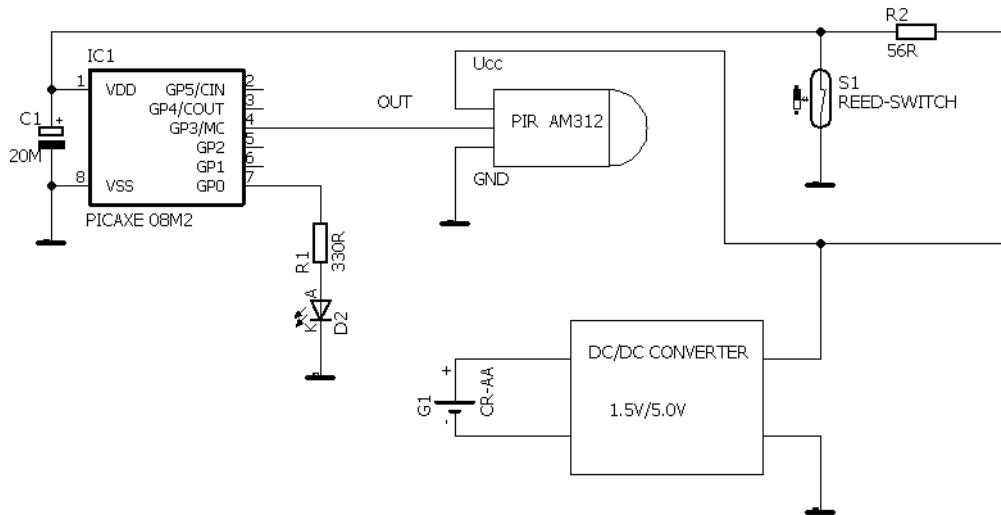 R2
56R
IC1
Ucc
S1
REED-SWITCH
1
VDD
GP5/CIN
2
GP4/COUT
3
OUT
GP3/MC
4
PIR AM312
C1
+
20M
GP2
5
GP1
6
8
VSS
GP0
7
GND
PICAXE 08M2
R1
330R
A
K
D2
DC/DC CONVERTER
1.5V/5.0V
+
G1
-
CR-AA